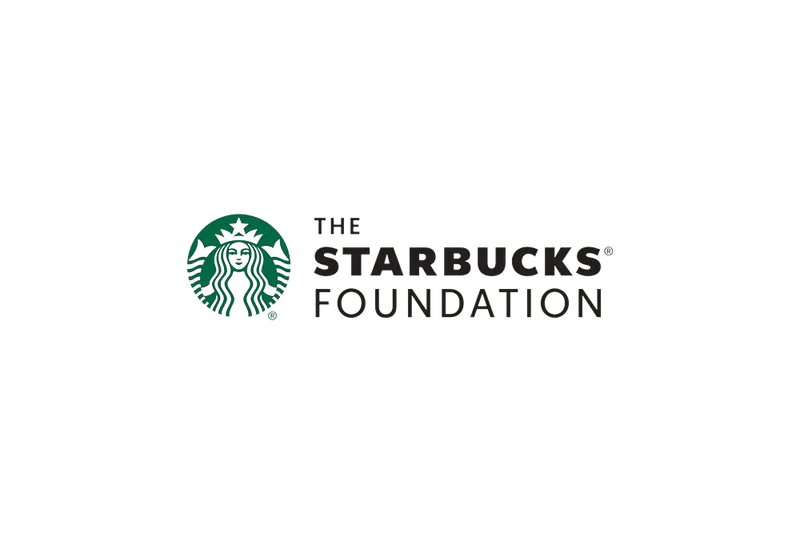 THE
STARBUCKS®
FOUNDATION
®